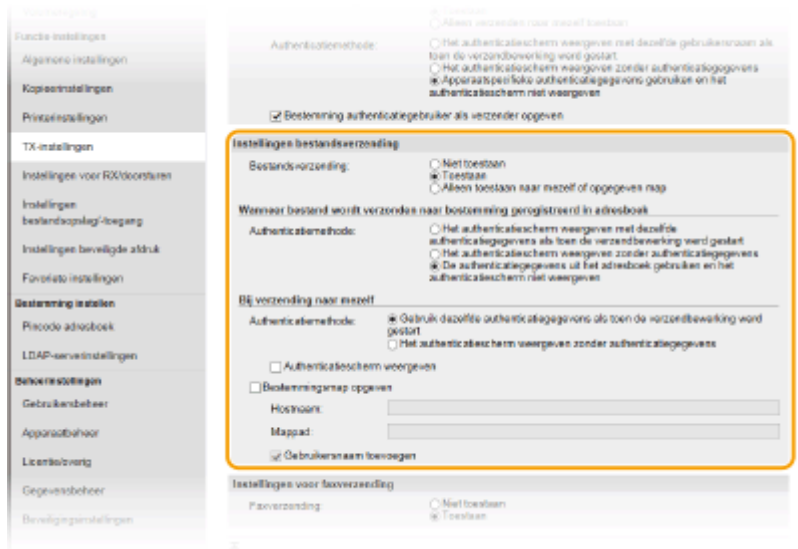 Functie-instellingen
Algemene instellingen
Kopieerinstellingen
Printerinstellingen
TX-instellingen
Instellingen voor RX/doorsturen
Instellingen
bestandsopslag/-toegang
Instellingen beveiligde afdruk
Favoriete instellingen
Bestemming instellen
Pincode adresboek
LDAP-serverinstellingen
Beheerinstellingen
Gebruikersbeheer
Apparaatbeheer
Licentie/overig
Gegevensbeheer
Beveiligingsinstellingen
Toestaan
Alleen verzenden naar mezelf toestaan
Authenticatiemethode:
Het authenticatiescherm weergeven met dezelfde gebruikersnaam als
toen de verzendbewerking werd gestart
Het authenticatiescherm weergeven zonder authenticatiegegevens
Apparaatspecifieke authenticatiegegevens gebruiken en het
authenticatiescherm niet weergeven
Bestemming authenticatiegebruiker als verzender opgeven
Instellingen bestandsverzending
Bestandsverzending:
Niet toestaan
Toestaan
Alleen toestaan naar mezelf of opgegeven map
Wanneer bestand wordt verzonden naar bestemming geregistreerd in adresboek
Authenticatiemethode:
Het authenticatiescherm weergeven met dezelfde
authenticatiegegevens als toen de verzendbewerking werd gestart
Het authenticatiescherm weergeven zonder authenticatiegegevens
De authenticatiegegevens uit het adresboek gebruiken en het
authenticatiescherm niet weergeven
Bij verzending naar mezelf
Authenticatiemethode:
Gebruik dezelfde authenticatiegegevens als toen de verzendbewerking werd
gestart
Het authenticatiescherm weergeven zonder authenticatiegegevens
Authenticatiescherm weergeven
Bestemmingsmap opgeven
Hostnaam:
Mappad:
Gebruikersnaam toevoegen
Instellingen voor faxverzending
Faxverzending:
Niet toestaan
Toestaan